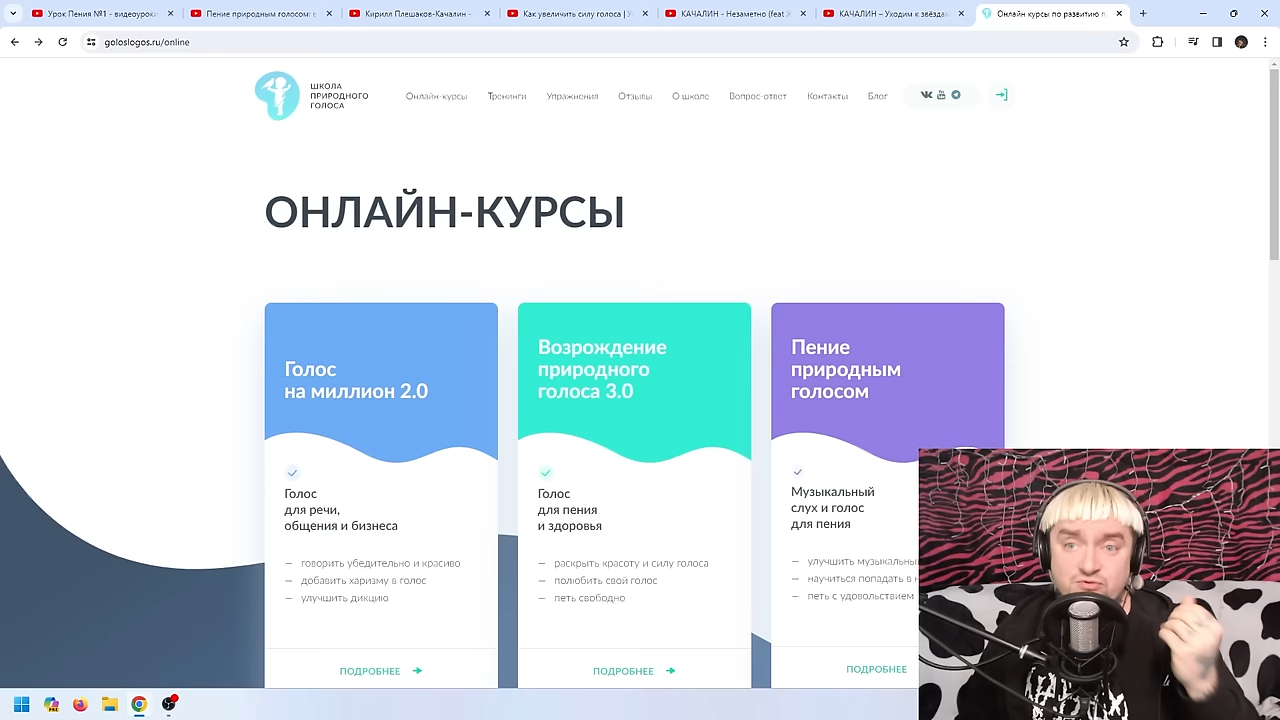 Урок Пения №1 - видеоурок
Пение природным голосом: в
Кирилл Плешаков-Качалин
Как увеличить силу голоса | У
КАЧАЛИН - Незаметно (feat
КАЧАЛИН – Уходим к звёзда
Онлайн курсы по развитию п
goloslogos.ru/online
ШКОЛА
ПРИРОДНОГО
ГОЛОСА
Онлайн-курсы Тренинги Упражнения Отзывы О школе Вопрос-ответ Контакты Блог
ОНЛАЙН-КУРСЫ
Голос
на миллион 2.0
Голос
для речи,
общения и бизнеса
— говорить убедительно и красиво
— добавить харизму в голос
— улучшить дикцию
ПОДРОБНЕЕ
Возрождение
природного
голоса 3.0
Голос
для пения
и здоровья
— раскрыть красоту и силу голоса
— полюбить свой голос
— петь свободно
ПОДРОБНЕЕ
Пение
природным
голосом
Музыкальный
слух и голос
для пения
— улучшить музыкальны
— научиться попадать в н
— петь с удовольствием
ПОДРОБНЕЕ